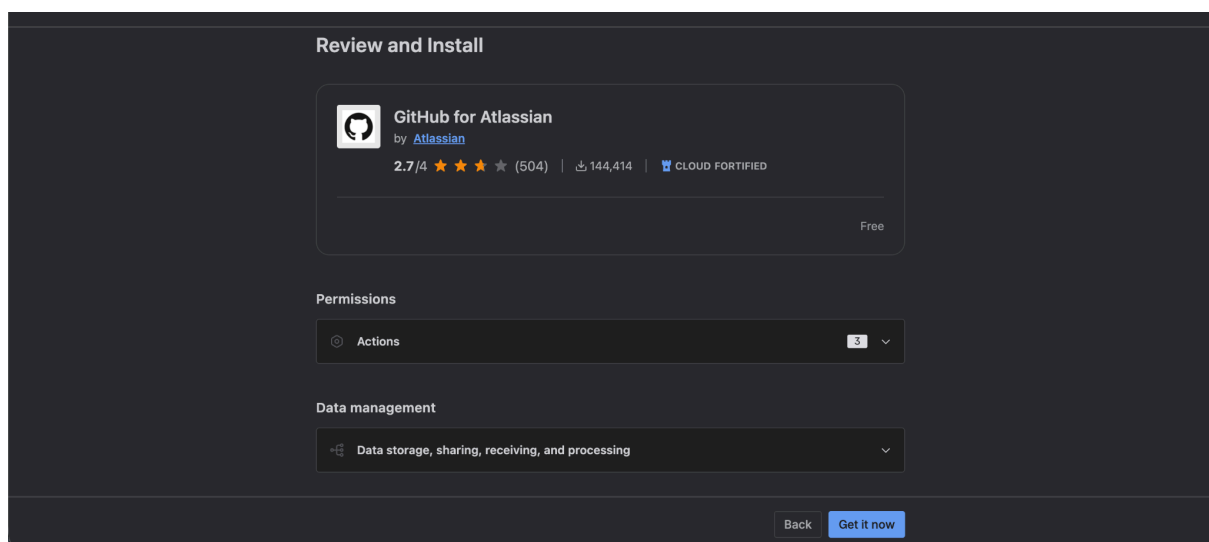 Review and Install
GitHub for Atlassian
by Atlassian
2.7/4 (504) | 144,414 | CLOUD FORTIFIED
Free
Permissions
Actions 3
Data management
Data storage, sharing, receiving, and processing
Back Get it now